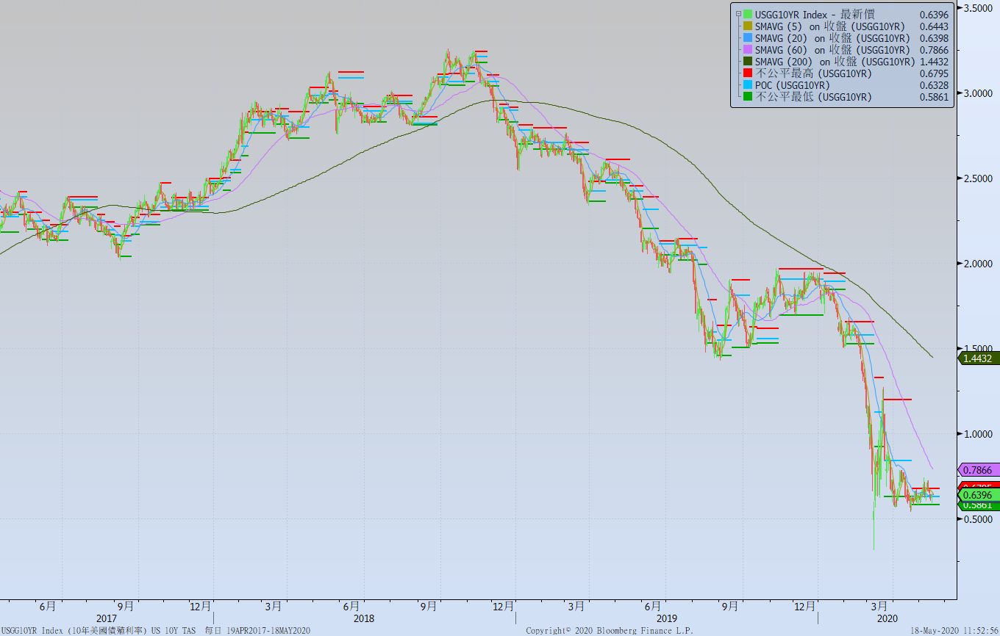 3.5000
USGG10YR Index - 最新價 0.6396
SMAVG (5) on 收盤 (USGG10YR) 0.6443
SMAVG (20) on 收盤 (USGG10YR) 0.6398
SMAVG (60) on 收盤 (USGG10YR) 0.7866
SMAVG (200) on 收盤 (USGG10YR) 1.4432
不公平最高 (USGG10YR) 0.6795
POC (USGG10YR) 0.6328
不公平最低 (USGG10YR) 0.5861
3.0000
2.5000
2.0000
1.5000
1.4432
1.0000
0.7866
0.6795
0.6396
0.5861
0.5000
6月 9月 12月 3月 6月 9月 12月 3月 6月 9月 12月 3月
2017 2018 2019 2020
USGG10YR Index (10年美國債殖利率) US 10Y TAS 每日 19APR2017-18MAY2020 Copyright© 2020 Bloomberg Finance L.P. 18-May-2020 11:52:56